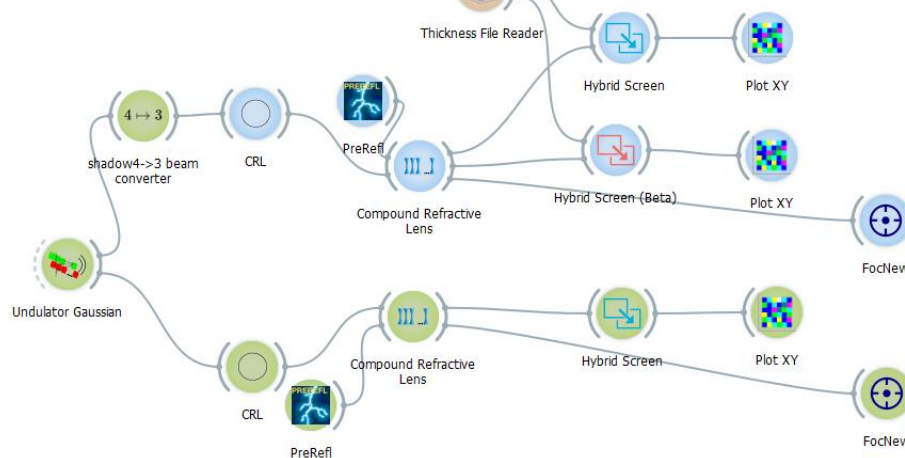 Thickness File Reader
Hybrid Screen
Plot XY
PREREFL
PreRefl
4 ↦ 3
shadow4->3 beam
converter
CRL
Compound Refractive
Lens
Hybrid Screen (Beta)
Plot XY
FocNew
Undulator Gaussian
Compound Refractive
Lens
Hybrid Screen
Plot XY
CRL
PREREFL
PreRefl
FocNew